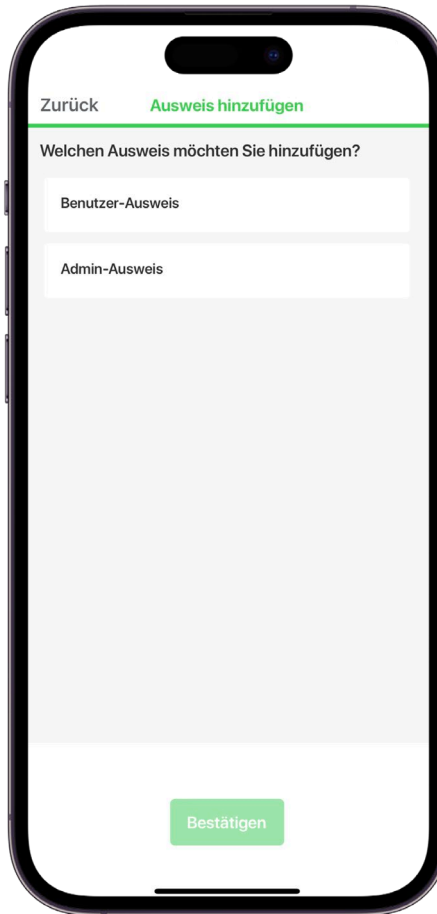 Zurück Ausweis hinzufügen
Welchen Ausweis möchten Sie hinzufügen?
Benutzer-Ausweis
Admin-Ausweis
Bestätigen